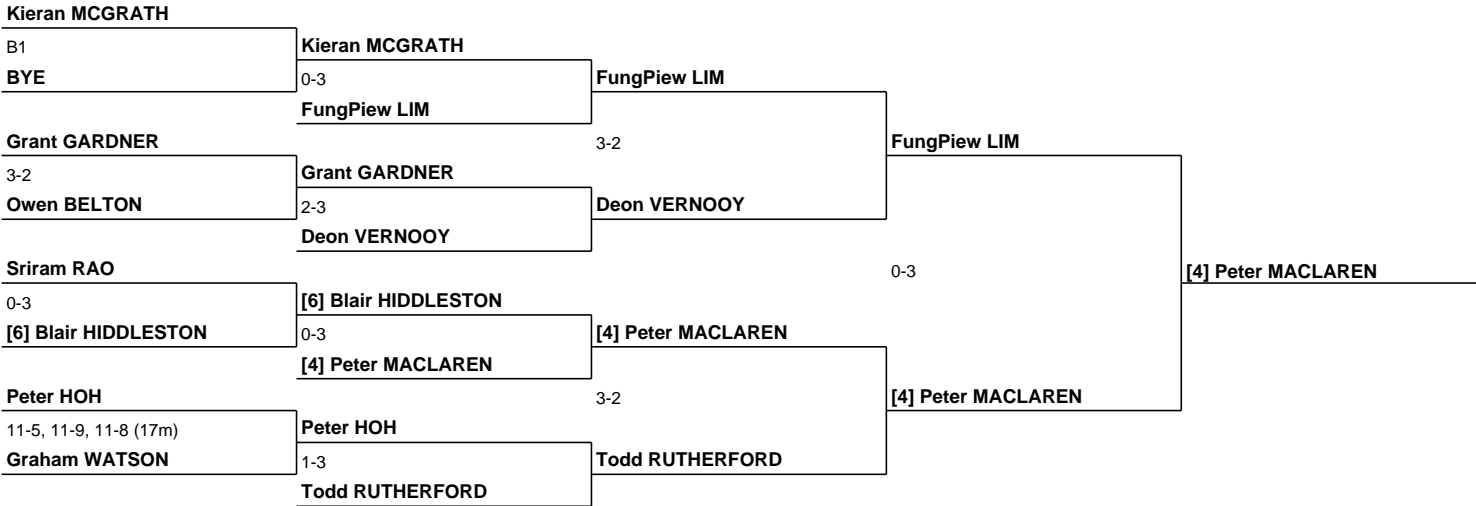 Kieran MCGRATH
B1
BYE
Grant GARDNER
3-2
Owen BELTON
Sriram RAO
0-3
[6] Blair HIDDLESTON
Peter HOH
11-5, 11-9, 11-8 (17m)
Graham WATSON
Kieran MCGRATH
0-3
FungPiew LIM
Grant GARDNER
2-3
Deon VERNOOY
[6] Blair HIDDLESTON
0-3
[4] Peter MACLAREN
Peter HOH
1-3
Todd RUTHERFORD
FungPiew LIM
3-2
Deon VERNOOY
[4] Peter MACLAREN
3-2
Todd RUTHERFORD
FungPiew LIM
0-3
[4] Peter MACLAREN
[4] Peter MACLAREN